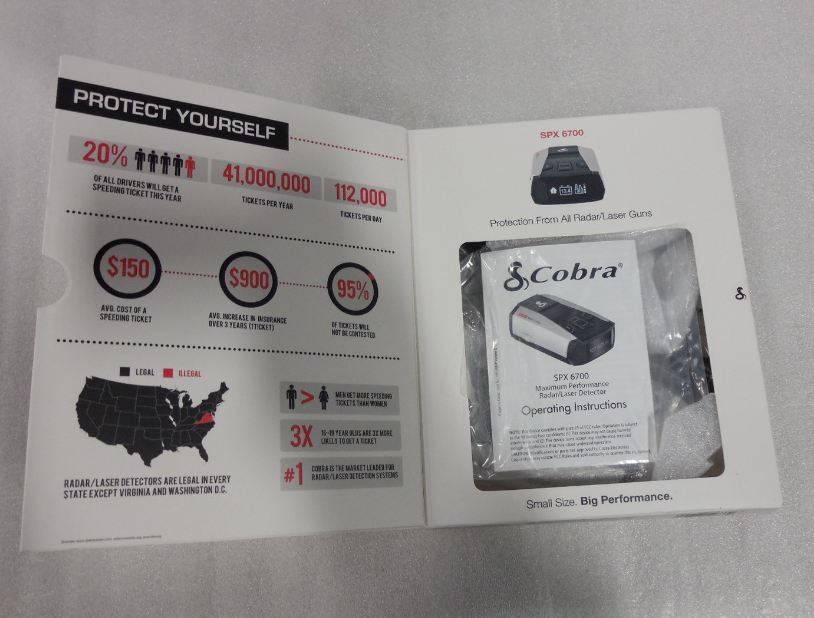 PROTECT YOURSELF
20%
OF ALL DRIVERS WILL GET A
SPEEDING TICKET THIS YEAR
41,000,000
TICKETS PER YEAR
112,000
TICKETS PER DAY
$150
AVG. COST OF A
SPEEDING TICKET
$900
AVG. INCREASE IN INSURANCE
OVER 3 YEARS (1TICKET)
95%
OF TICKETS WILL
NOT BE CONTESTED
LEGAL
ILLEGAL
RADAR/LASER DETECTORS ARE LEGAL IN EVERY
STATE EXCEPT VIRGINIA AND WASHINGTON D.C.
>
MEN GET MORE SPEEDING
TICKETS THAN WOMEN
3X
16-19 YEAR OLDS ARE 3X MORE
LIKELY TO GET A TICKET
#1
COBRA IS THE MARKET LEADER FOR
RADAR/LASER DETECTION SYSTEMS
SPX 6700
Protection From All Radar/Laser Guns
Cobra®
SPX 6700
Maximum Performance
Radar/Laser Detector
Operating Instructions
Small Size. Big Performance.